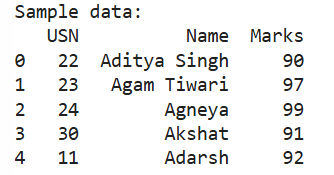 Sample data:
USN Name Marks
0 22 Aditya Singh 90
1 23 Agam Tiwari 97
2 24 Agneya 99
3 30 Akshat 91
4 11 Adarsh 92